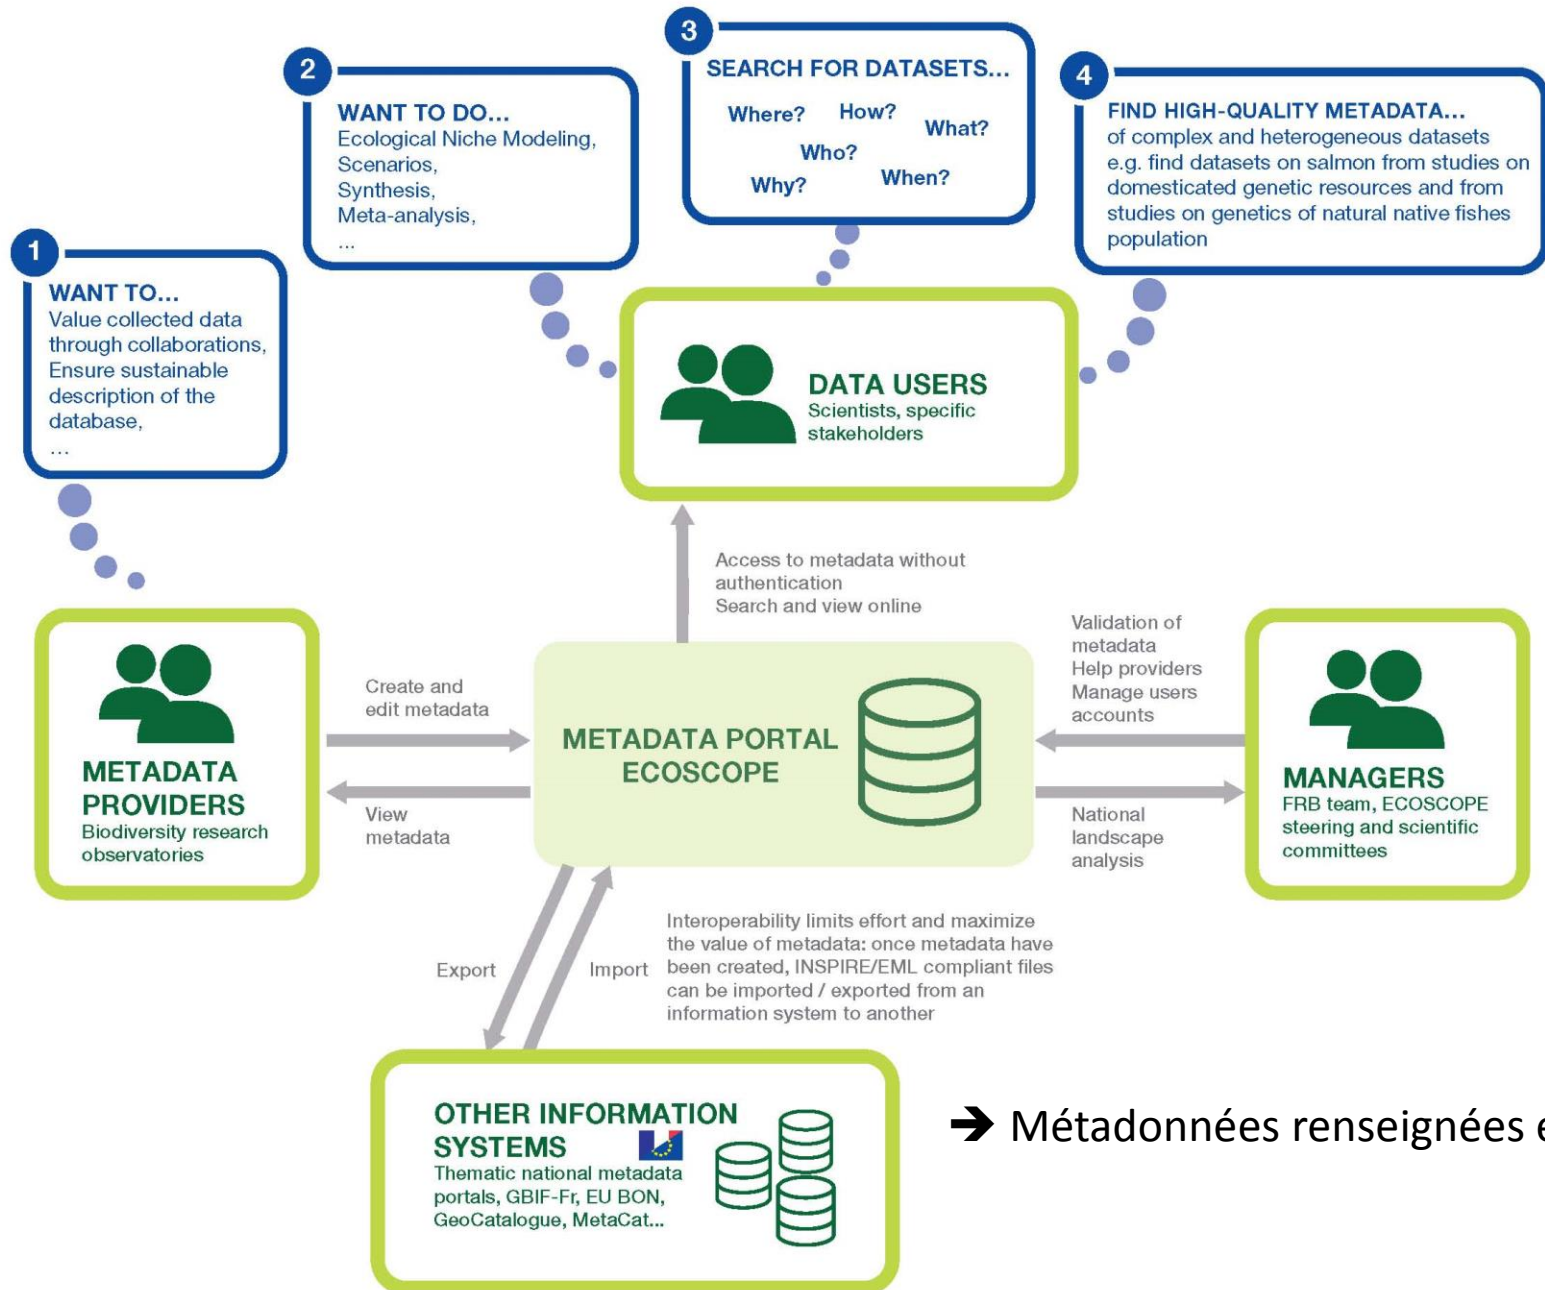 1
WANT TO...
Value collected data
through collaborations,
Ensure sustainable
description of the
database,
...
2
WANT TO DO...
Ecological Niche Modeling,
Scenarios,
Synthesis,
Meta-analysis,
...
3
SEARCH FOR DATASETS...
Where? How? What?
Who?
Why? When?
4
FIND HIGH-QUALITY METADATA...
of complex and heterogeneous datasets
e.g. find datasets on salmon from studies on
domesticated genetic resources and from
studies on genetics of natural native fishes
population
DATA USERS
Scientists, specific
stakeholders
Access to metadata without
authentication
Search and view online
METADATA
PROVIDERS
Biodiversity research
observatories
Create and
edit metadata
View
metadata
METADATA PORTAL
ECOSCOPE
Validation of
metadata
Help providers
Manage users
accounts
National
landscape
analysis
MANAGERS
FRB team, ECOSCOPE
steering and scientific
committees
Export
Import
Interoperability limits effort and maximize
the value of metadata: once metadata have
been created, INSPIRE/EML compliant files
can be imported / exported from an
information system to another
OTHER INFORMATION
SYSTEMS
Thematic national metadata
portals, GBIF-Fr, EU BON,
GeoCatalogue, MetaCat...
➔ Métadonnées renseignées